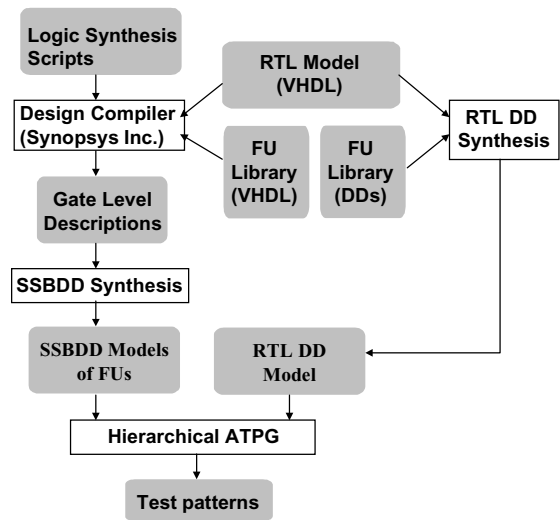 Logic Synthesis
Scripts
RTL Model
(VHDL)
Design Compiler
(Synopsys Inc.)
RTL DD
Synthesis
FU
Library
(VHDL)
FU
Library
(DDs)
Gate Level
Descriptions
SSBDD Synthesis
SSBDD Models
of FUs
RTL DD
Model
Hierarchical ATPG
Test patterns